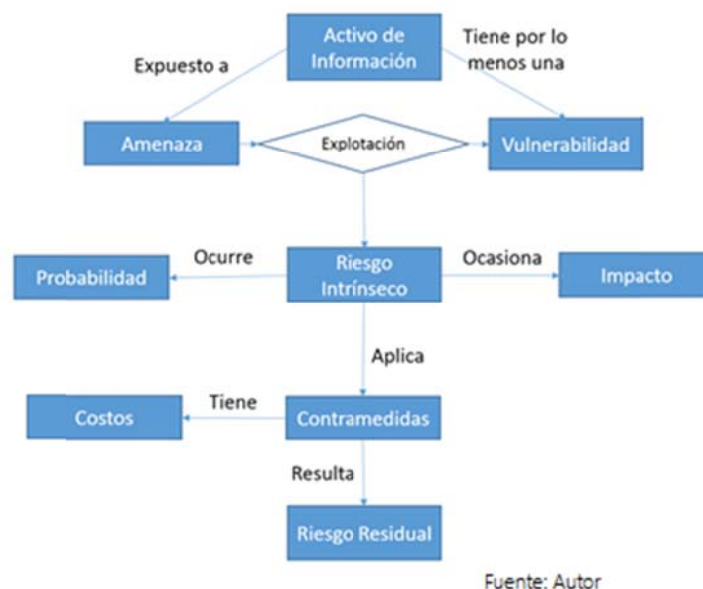 Activo de
Información
Expuesto a
Tiene por lo
menos una
Amenaza
Explotación
Vulnerabilidad
Probabilidad
Ocurre
Riesgo
Intrínseco
Ocasiona
Impacto
Aplica
Costos
Tiene
Contramedidas
Resulta
Riesgo Residual
Fuente: Autor